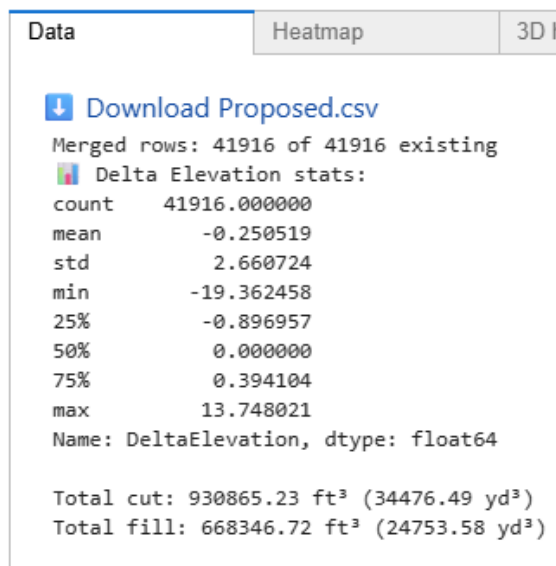 Data
Heatmap
3D
Download Proposed.csv
Merged rows: 41916 of 41916 existing
Delta Elevation stats:
count    41916.000000
mean        -0.250519
std          2.660724
min        -19.362458
25%         -0.896957
50%          0.000000
75%          0.394104
max         13.748021
Name: DeltaElevation, dtype: float64
Total cut: 930865.23 ft³ (34476.49 yd³)
Total fill: 668346.72 ft³ (24753.58 yd³)